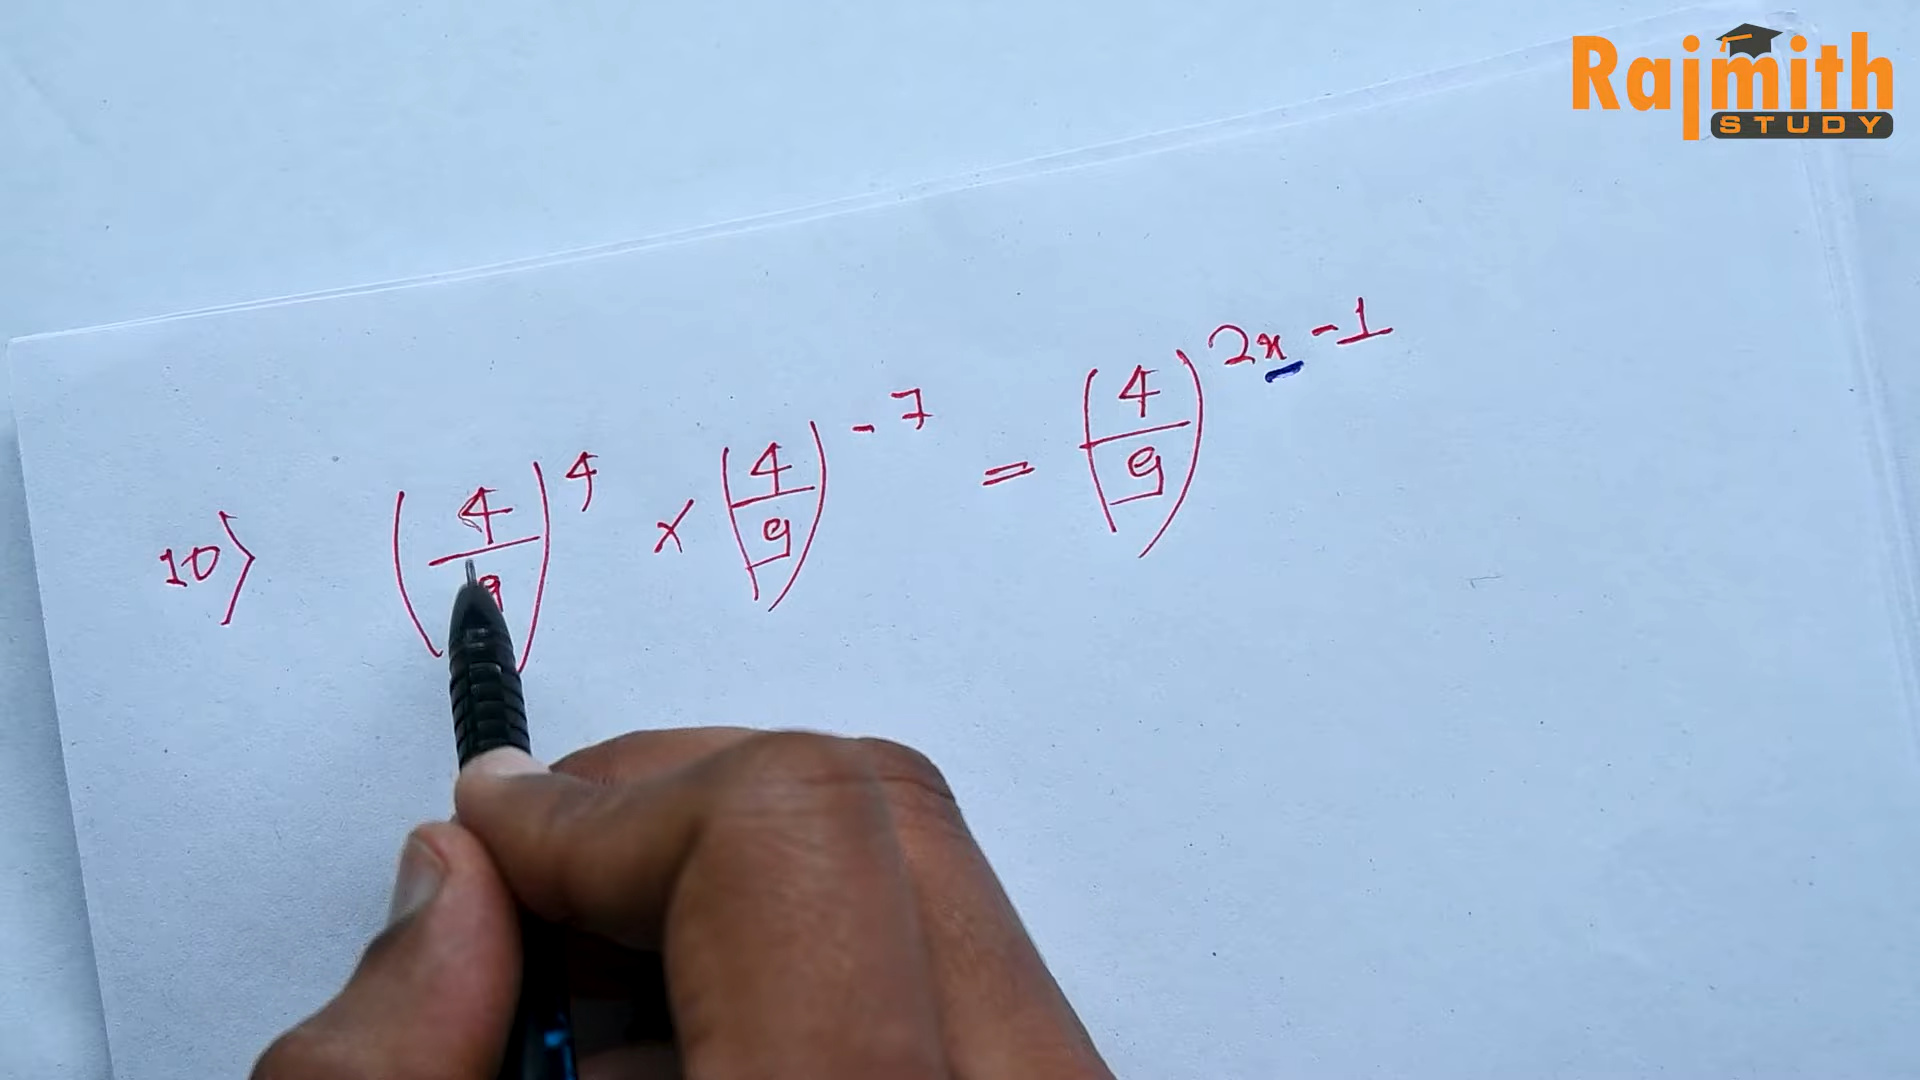 Rajmith
STUDY
10) (4/9)^4 × (4/9)^-7 = (4/9)^2x-1